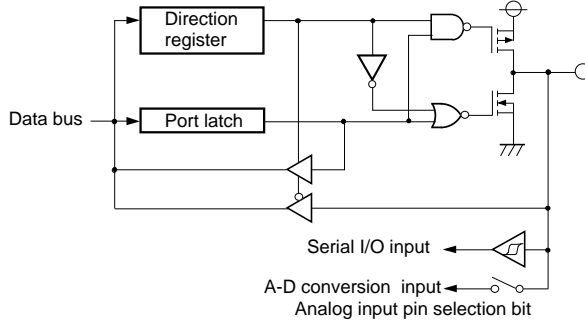 Direction
register
Data bus
Port latch
Serial I/O input
A-D conversion input
Analog input pin selection bit